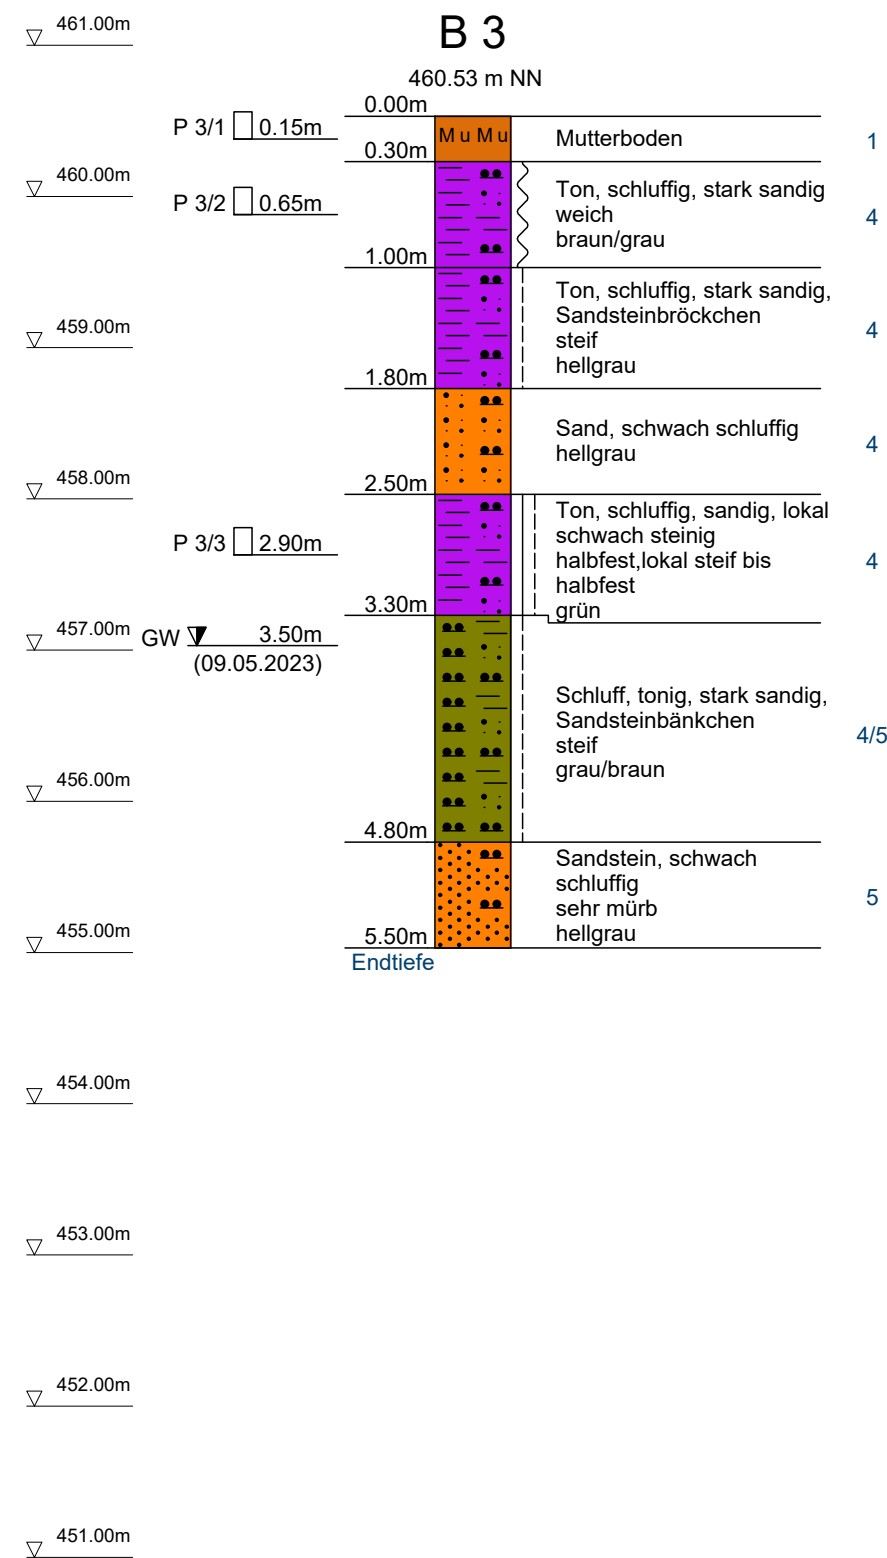 461.00m
B 3
460.53 m NN
0.00m
P 3/1 0.15m
M u M u
Mutterboden
1
0.30m
460.00m
P 3/2 0.65m
Ton, schluffig, stark sandig
weich
braun/grau
4
1.00m
459.00m
Ton, schluffig, stark sandig,
Sandsteinbröckchen
steif
hellgrau
4
1.80m
Sand, schwach schluffig
hellgrau
4
458.00m
2.50m
P 3/3 2.90m
Ton, schluffig, sandig, lokal
schwach steinig
halbfest,lokal steif bis
halbfest
grün
4
3.30m
457.00m
GW 3.50m
(09.05.2023)
Schluff, tonig, stark sandig,
Sandsteinbänkchen
steif
grau/braun
4/5
456.00m
4.80m
Sandstein, schwach
schluffig
sehr mürb
hellgrau
5
455.00m
5.50m
Endtiefe
454.00m
453.00m
452.00m
451.00m